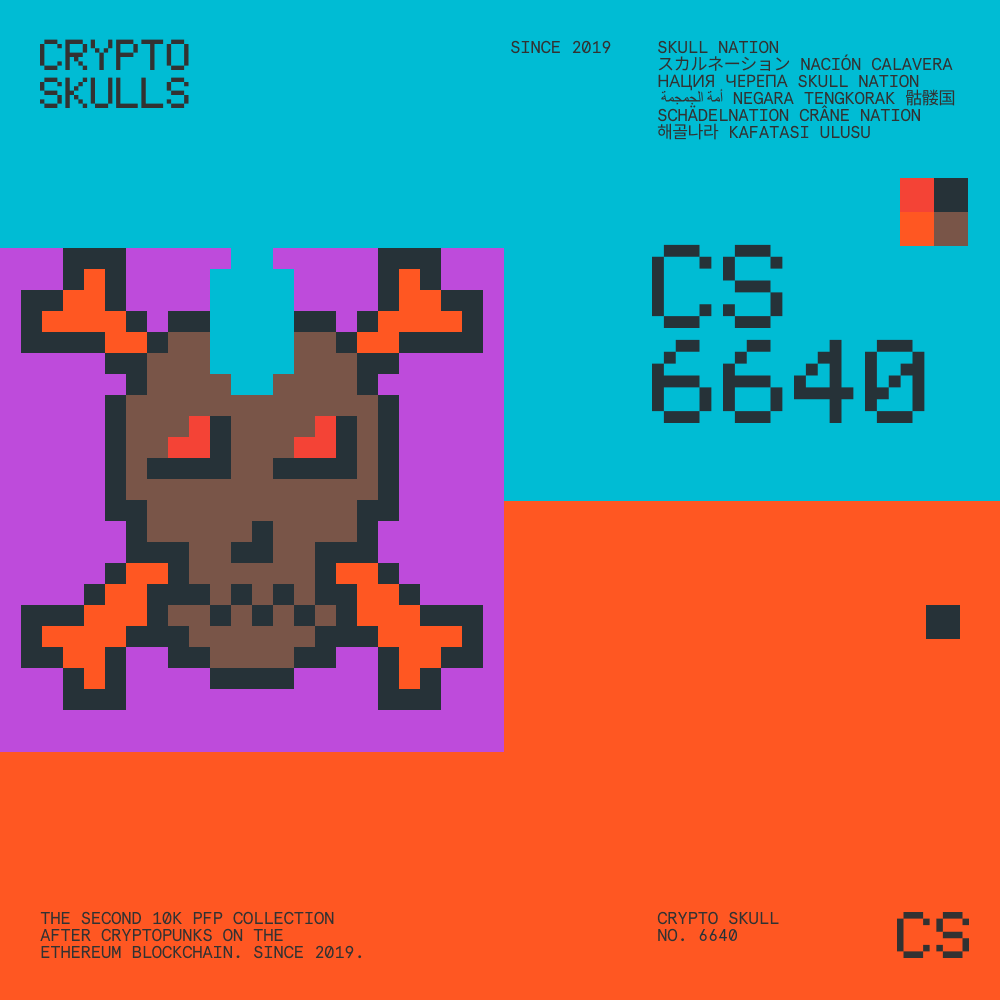 CRYPTO
SKULLS
SINCE 2019
SKULL NATION
スカルネーション NACIÓN CALAVERA
НАЦИЯ ЧЕРЕПА SKULL NATION
أمة الجمجمة NEGARA TENGKORAK 骷髅国
SCHÄDELNATION CRÂNE NATION
해골나라 KAFATASI ULUSU
CS
6640
THE SECOND 10K PFP COLLECTION
AFTER CRYPTOPUNKS ON THE
ETHEREUM BLOCKCHAIN. SINCE 2019.
CRYPTO SKULL
NO. 6640
CS